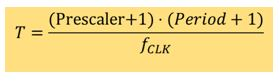 T = (Prescaler+1) · (Period + 1) / f_CLK